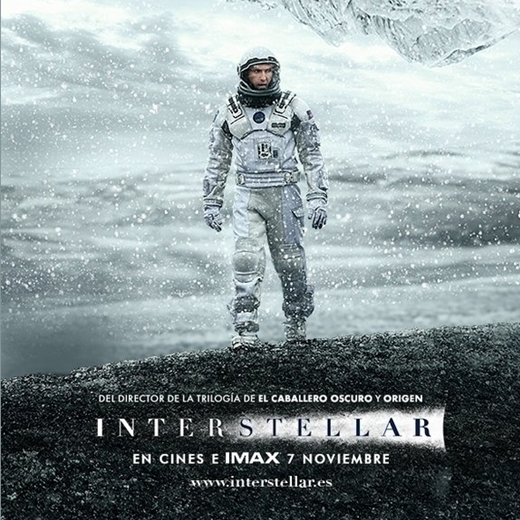 DEL DIRECTOR DE LA TRILOGÍA DE EL CABALLERO OSCURO Y ORIGEN
INTERSTELLAR
EN CINES E IMAX 7 NOVIEMBRE
www.interstellar.es